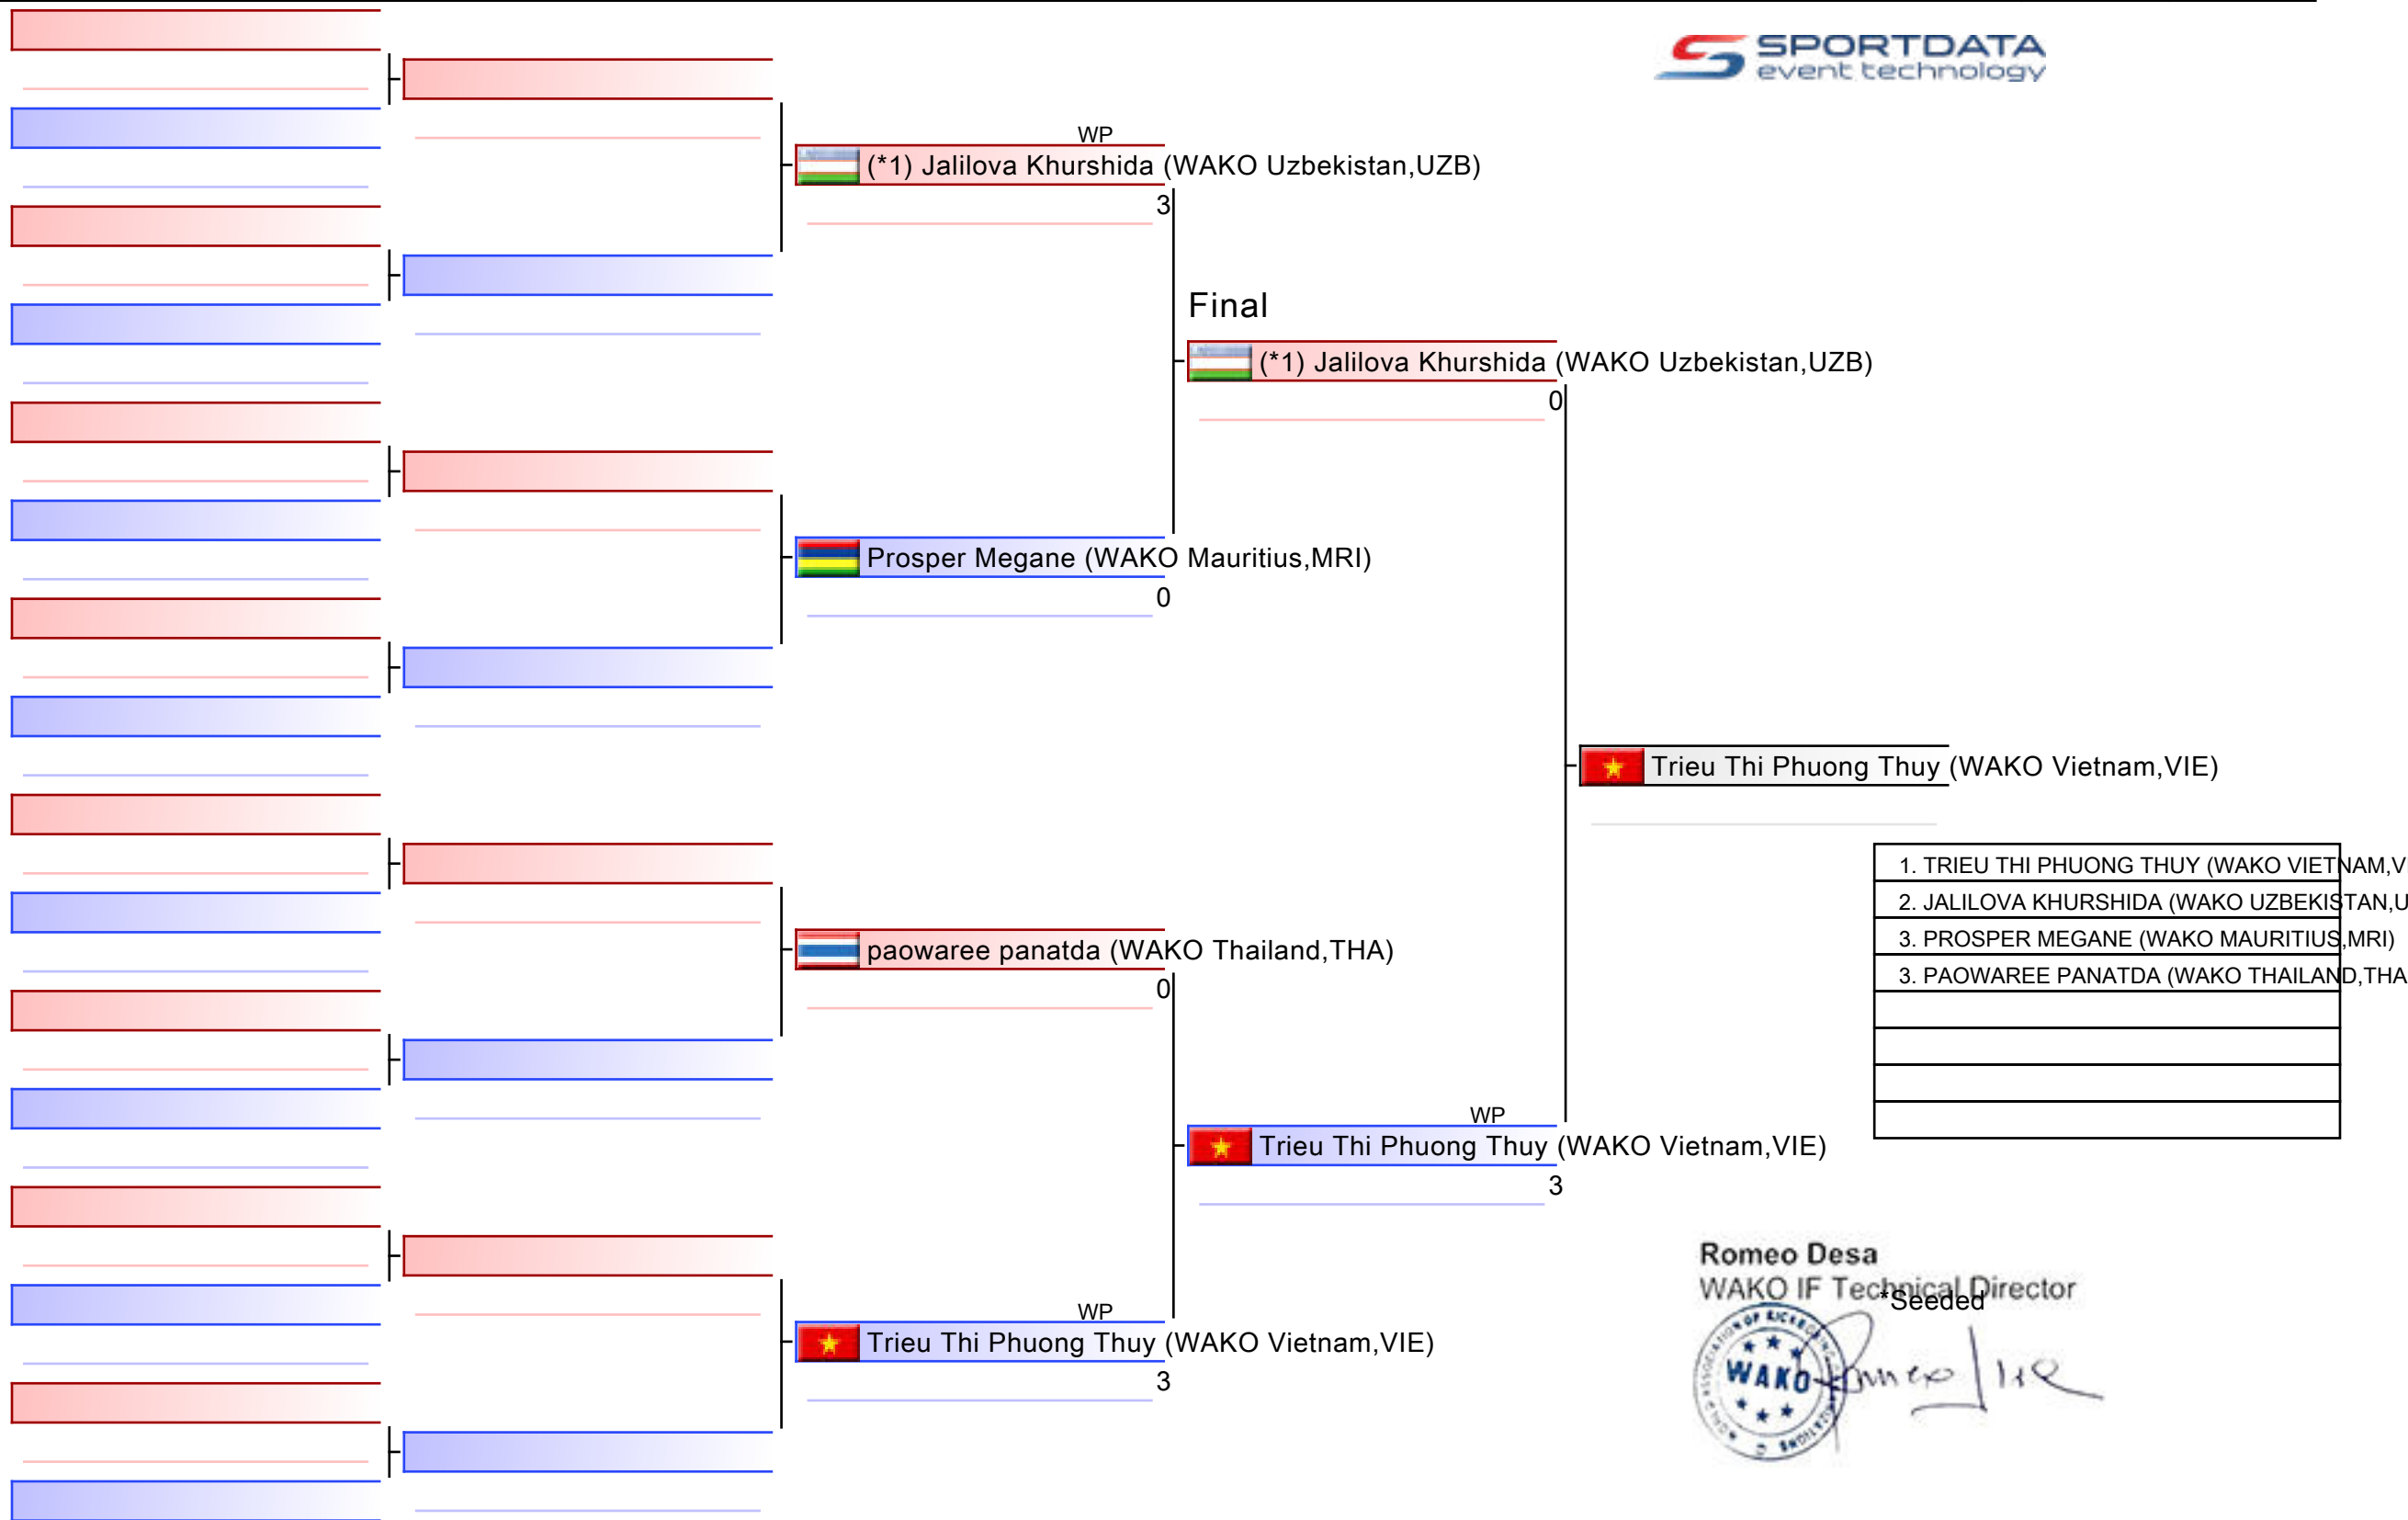 SPORTDATA
event technology
WP
(*1) Jalilova Khurshida (WAKO Uzbekistan,UZB)
3
Final
(*1) Jalilova Khurshida (WAKO Uzbekistan,UZB)
0
Prosper Megane (WAKO Mauritius,MRI)
0
Trieu Thi Phuong Thuy (WAKO Vietnam,VIE)
1. TRIEU THI PHUONG THUY (WAKO VIETNAM,V
2. JALILOVA KHURSHIDA (WAKO UZBEKISTAN,U
3. PROSPER MEGANE (WAKO MAURITIUS,MRI)
3. PAOWAREE PANATDA (WAKO THAILAND,THA
paowaree panatda (WAKO Thailand,THA)
0
WP
Trieu Thi Phuong Thuy (WAKO Vietnam,VIE)
3
WP
Trieu Thi Phuong Thuy (WAKO Vietnam,VIE)
3
Romeo Desa
WAKO IF Technical Director
*Seeded
WAKO